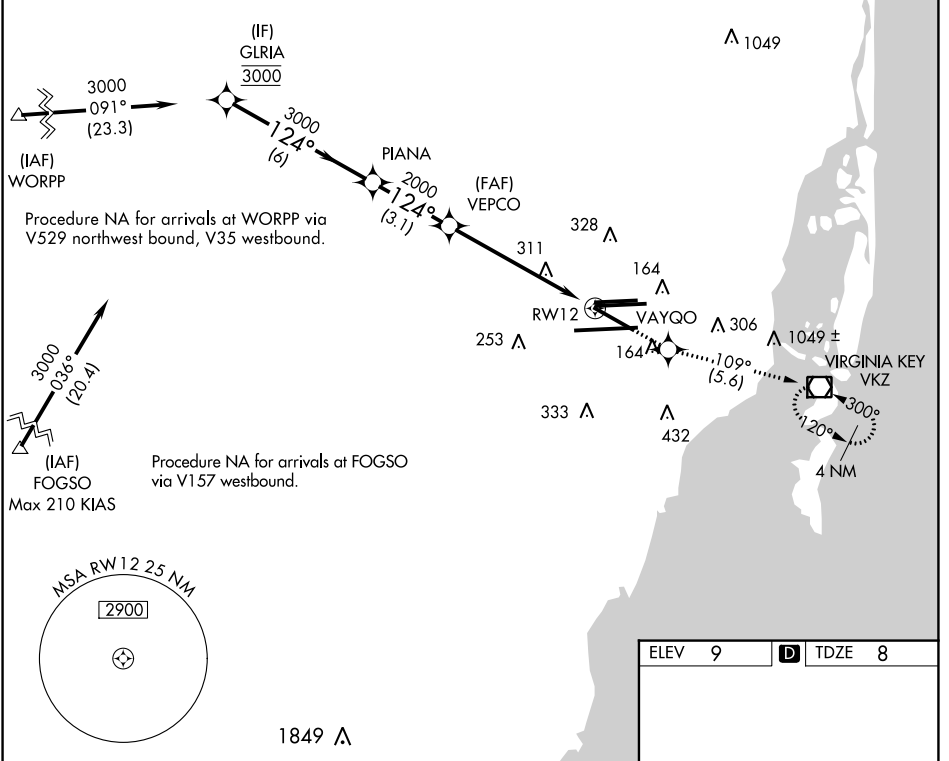 (IF)
GLRIA
3000
1049
3000
091°
(23.3)
(IAF)
WORPP
3000
124°
(6)
PIANA
2000
124°
(3.1)
(FAF)
VEPCO
Procedure NA for arrivals at WORPP via
V529 northwest bound, V35 westbound.
328
311
164
RW12
VAYQO
306
1049 ±
253
164
109°
(5.6)
VIRGINIA KEY
VKZ
300°
120°
4 NM
333
432
3000
036°
(20.4)
(IAF)
FOGSO
Max 210 KIAS
Procedure NA for arrivals at FOGSO
via V157 westbound.
MSA RW12 25 NM
2900
1849
ELEV 9 D TDZE 8